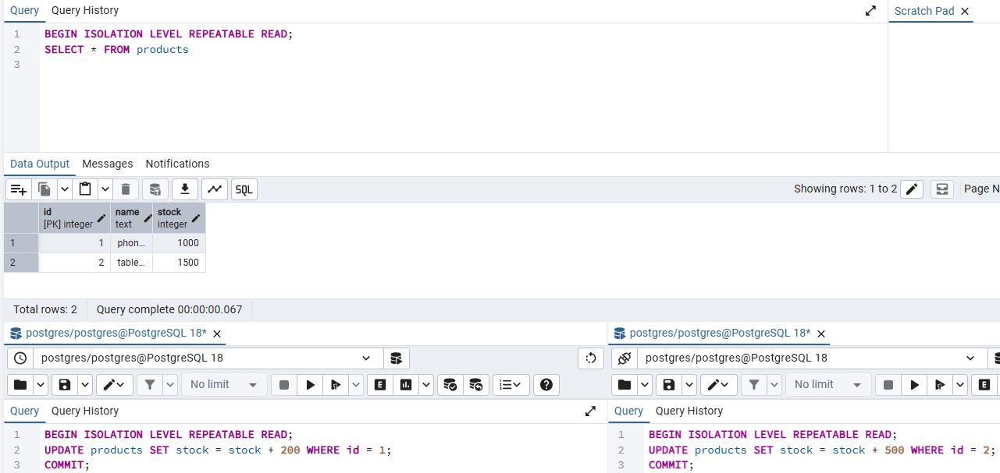 Query Query History Scratch Pad
1 BEGIN ISOLATION LEVEL REPEATABLE READ;
2 SELECT * FROM products
3
Data Output Messages Notifications
SQL Showing rows: 1 to 2 Page N
id name stock
[PK] integer text integer
1 1 phon... 1000
2 2 table... 1500
Total rows: 2 Query complete 00:00:00.067
postgres/postgres@PostgreSQL 18* postgres/postgres@PostgreSQL 18*
postgres/postgres@PostgreSQL 18 postgres/postgres@PostgreSQL 18
No limit E No limit E
Query Query History Query Query History
1 BEGIN ISOLATION LEVEL REPEATABLE READ; 1 BEGIN ISOLATION LEVEL REPEATABLE READ;
2 UPDATE products SET stock = stock + 200 WHERE id = 1; 2 UPDATE products SET stock = stock + 500 WHERE id = 2;
3 COMMIT; 3 COMMIT;